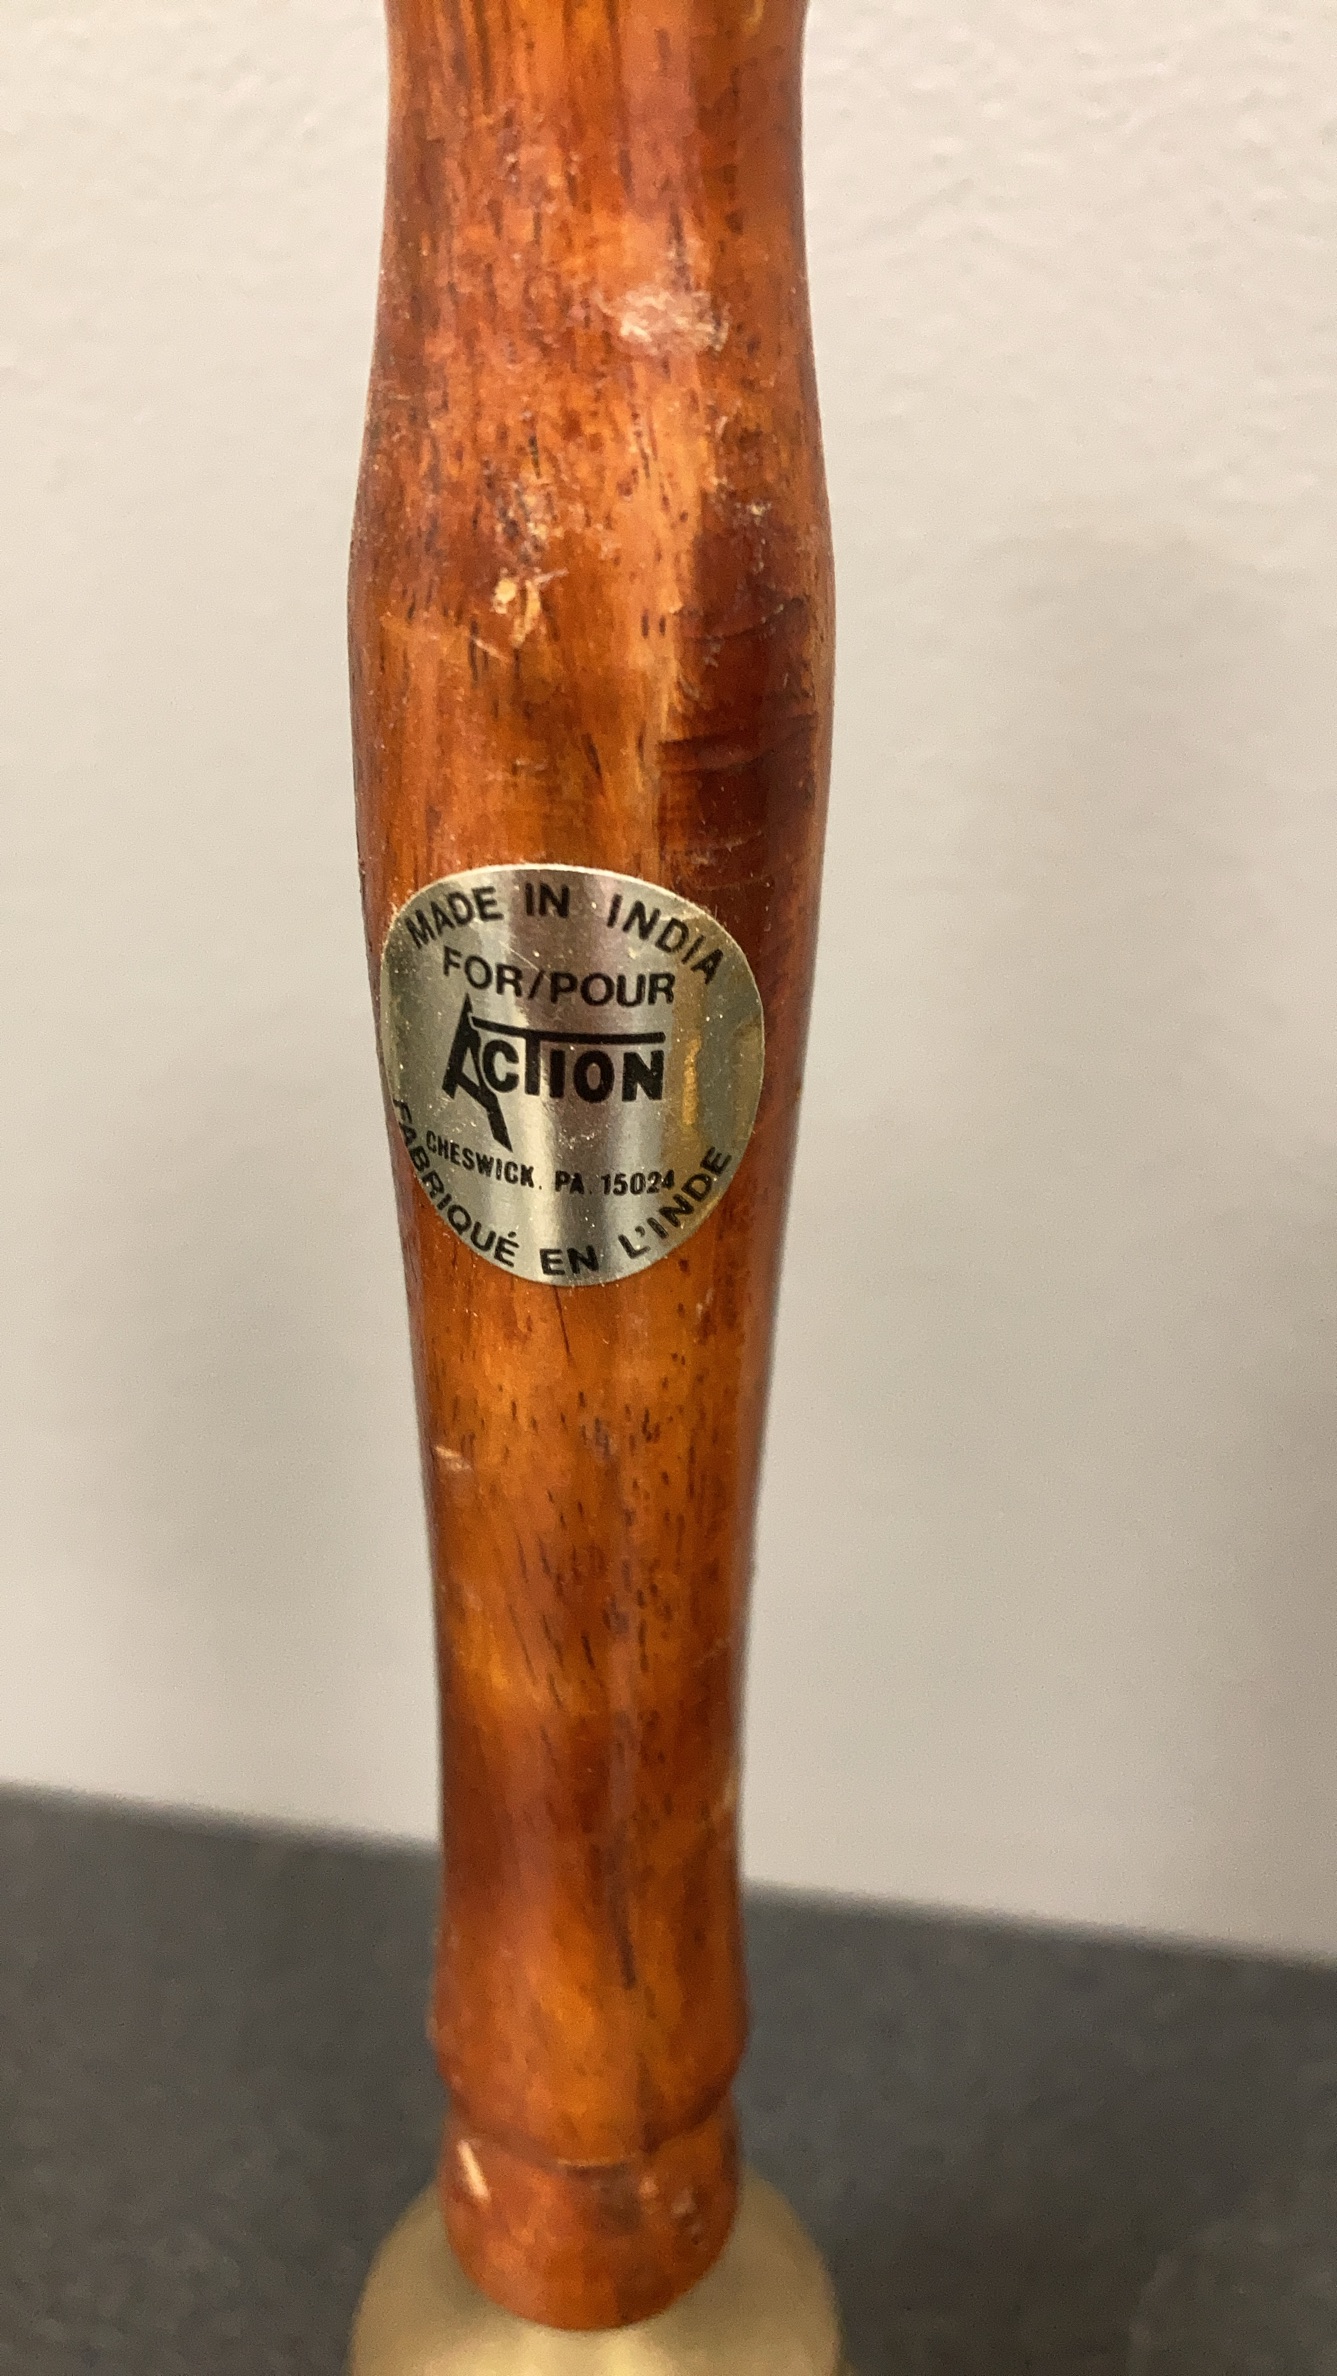 MADE IN INDIA
FOR/POUR
ACTION
CHESWICK. PA. 15024
FABRIQUÉ EN L'INDE